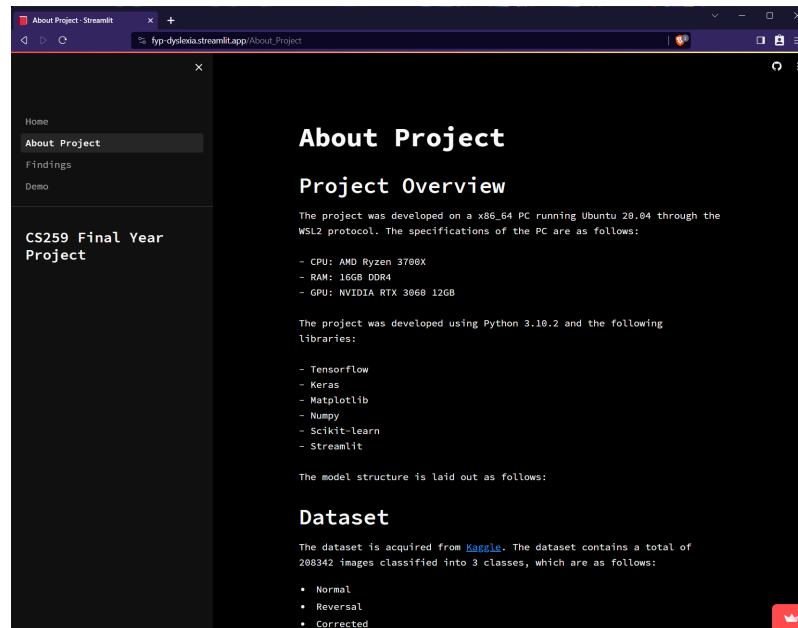 About Project · Streamlit
fyp-dyslexia.streamlit.app/About_Project
Home
About Project
Findings
Demo
CS259 Final Year
Project
About Project
Project Overview
The project was developed on a x86_64 PC running Ubuntu 20.04 through the
WSL2 protocol. The specifications of the PC are as follows:
- CPU: AMD Ryzen 3700X
- RAM: 16GB DDR4
- GPU: NVIDIA RTX 3060 12GB
The project was developed using Python 3.10.2 and the following
libraries:
- Tensorflow
- Keras
- Matplotlib
- Numpy
- Scikit-learn
- Streamlit
The model structure is laid out as follows:
Dataset
The dataset is acquired from Kaggle. The dataset contains a total of
208342 images classified into 3 classes, which are as follows:
• Normal
• Reversal
• Corrected